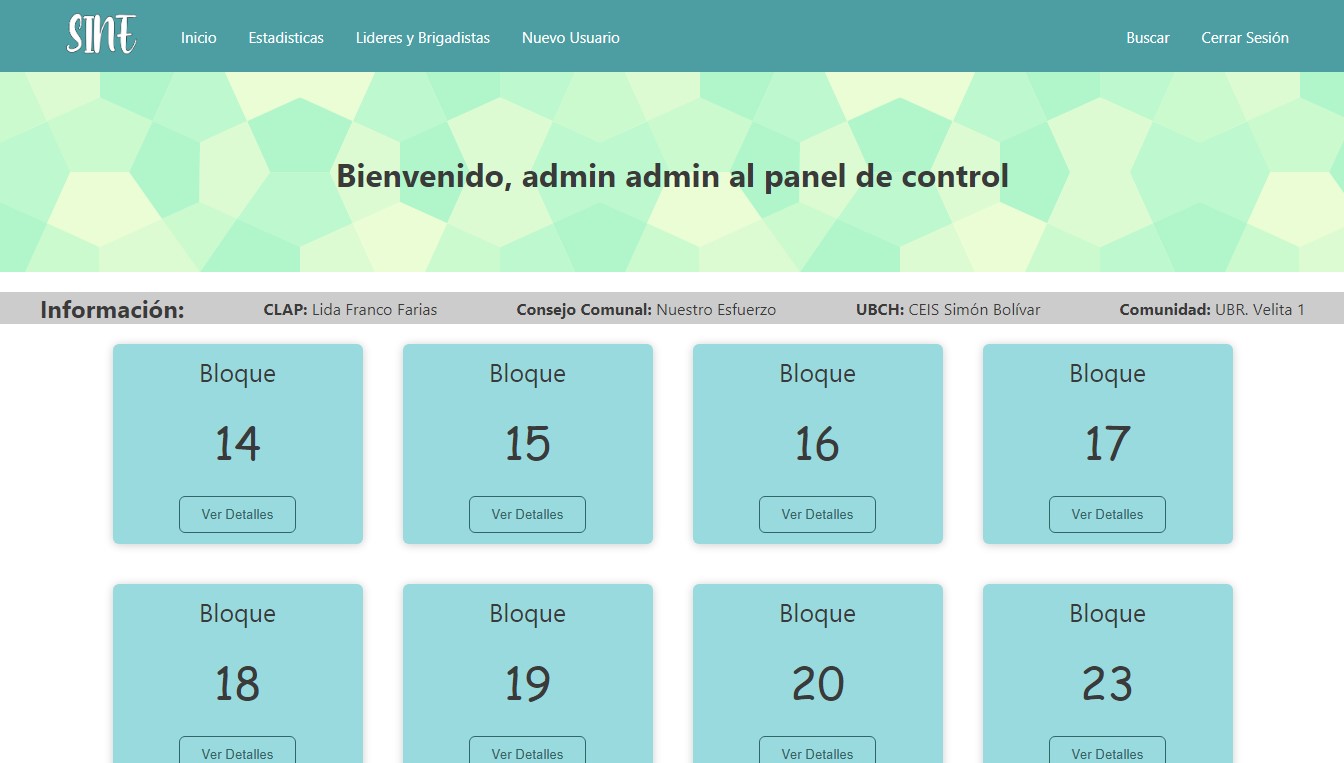 SINE Inicio Estadisticas Lideres y Brigadistas Nuevo Usuario Buscar Cerrar Sesión
Bienvenido, admin admin al panel de control
Información: CLAP: Lida Franco Farias Consejo Comunal: Nuestro Esfuerzo UBCH: CEIS Simón Bolívar Comunidad: UBR. Velita 1
Bloque Bloque Bloque Bloque
14 15 16 17
Ver Detalles Ver Detalles Ver Detalles Ver Detalles
Bloque Bloque Bloque Bloque
18 19 20 23
Ver Detalles Ver Detalles Ver Detalles Ver Detalles